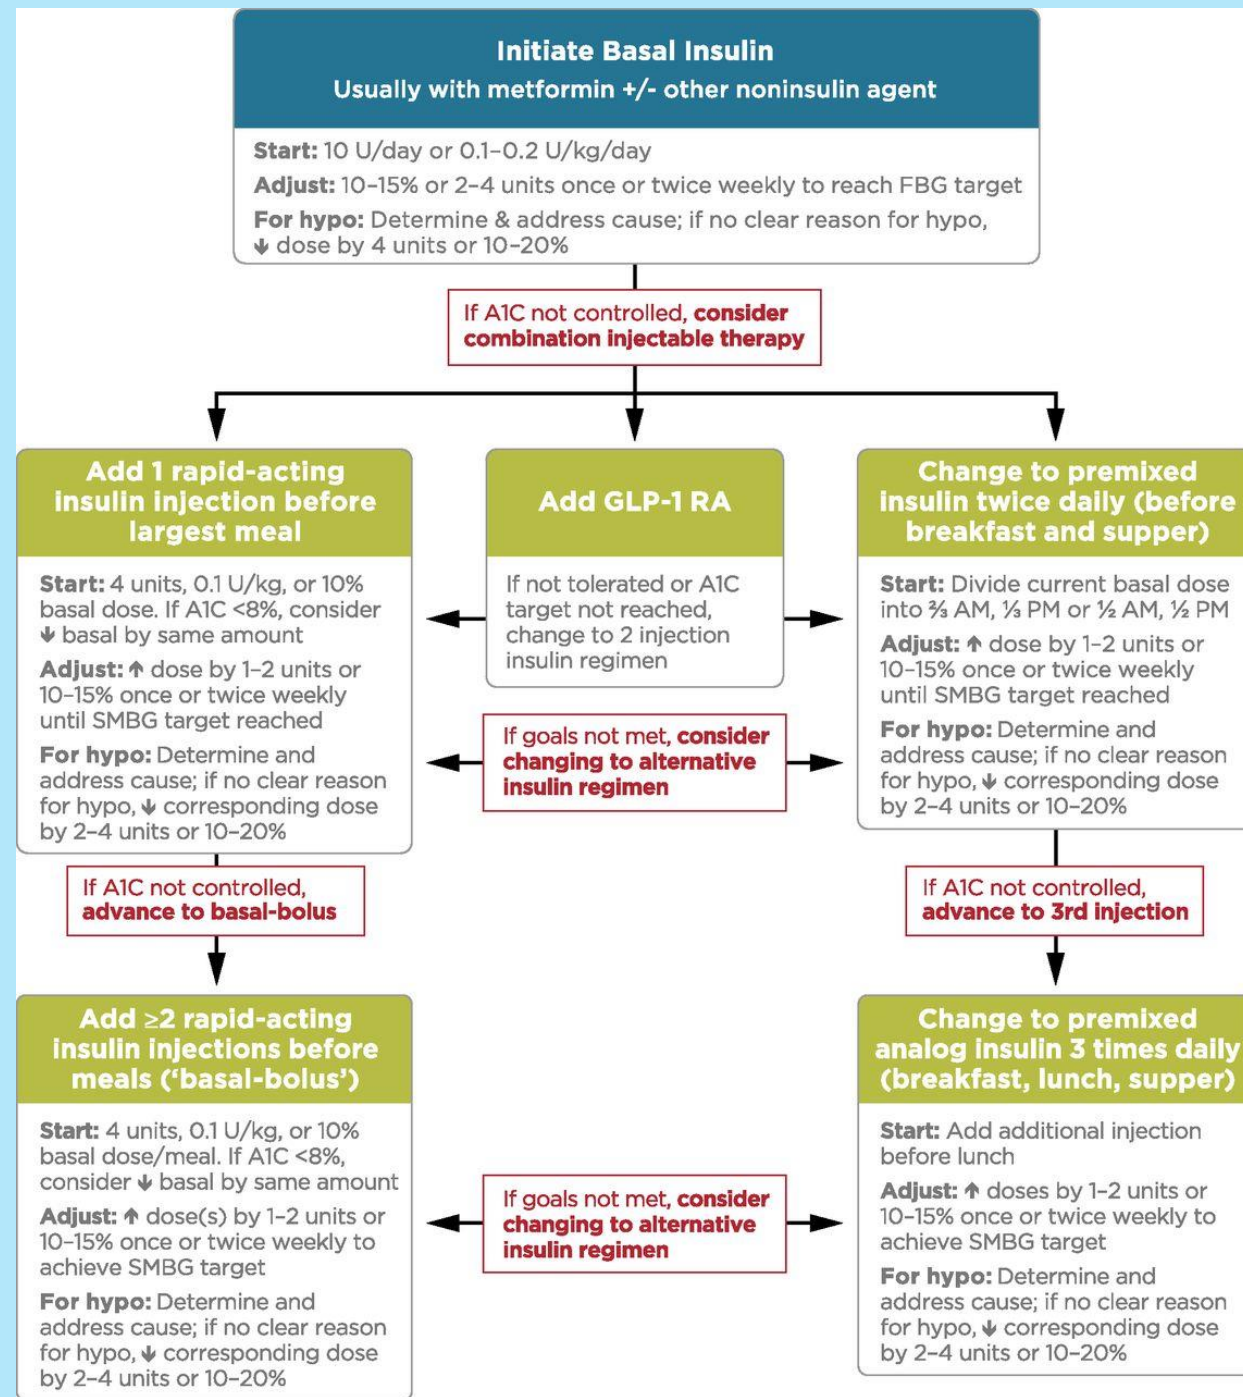 Initiate Basal Insulin
Usually with metformin +/- other noninsulin agent
Start: 10 U/day or 0.1–0.2 U/kg/day
Adjust: 10–15% or 2–4 units once or twice weekly to reach FBG target
For hypo: Determine & address cause; if no clear reason for hypo,
↓ dose by 4 units or 10–20%
If A1C not controlled, consider
combination injectable therapy
Add 1 rapid-acting
insulin injection before
largest meal
Start: 4 units, 0.1 U/kg, or 10%
basal dose. If A1C <8%, consider
↓ basal by same amount
Adjust: ↑ dose by 1–2 units or
10–15% once or twice weekly
until SMBG target reached
For hypo: Determine and
address cause; if no clear reason
for hypo, ↓ corresponding dose
by 2–4 units or 10–20%
Add GLP-1 RA
If not tolerated or A1C
target not reached,
change to 2 injection
insulin regimen
Change to premixed
insulin twice daily (before
breakfast and supper)
Start: Divide current basal dose
into ⅔ AM, ⅓ PM or ½ AM, ½ PM
Adjust: ↑ dose by 1–2 units or
10–15% once or twice weekly
until SMBG target reached
For hypo: Determine and
address cause; if no clear reason
for hypo, ↓ corresponding dose
by 2–4 units or 10–20%
If goals not met, consider
changing to alternative
insulin regimen
If A1C not controlled,
advance to basal-bolus
If A1C not controlled,
advance to 3rd injection
Add ≥2 rapid-acting
insulin injections before
meals (‘basal-bolus’)
Start: 4 units, 0.1 U/kg, or 10%
basal dose/meal. If A1C <8%,
consider ↓ basal by same amount
Adjust: ↑ dose(s) by 1–2 units or
10–15% once or twice weekly to
achieve SMBG target
For hypo: Determine and
address cause; if no clear reason
for hypo, ↓ corresponding dose
by 2–4 units or 10–20%
If goals not met, consider
changing to alternative
insulin regimen
Change to premixed
analog insulin 3 times daily
(breakfast, lunch, supper)
Start: Add additional injection
before lunch
Adjust: ↑ doses by 1–2 units or
10–15% once or twice weekly to
achieve SMBG target
For hypo: Determine and
address cause; if no clear reason
for hypo, ↓ corresponding dose
by 2–4 units or 10–20%